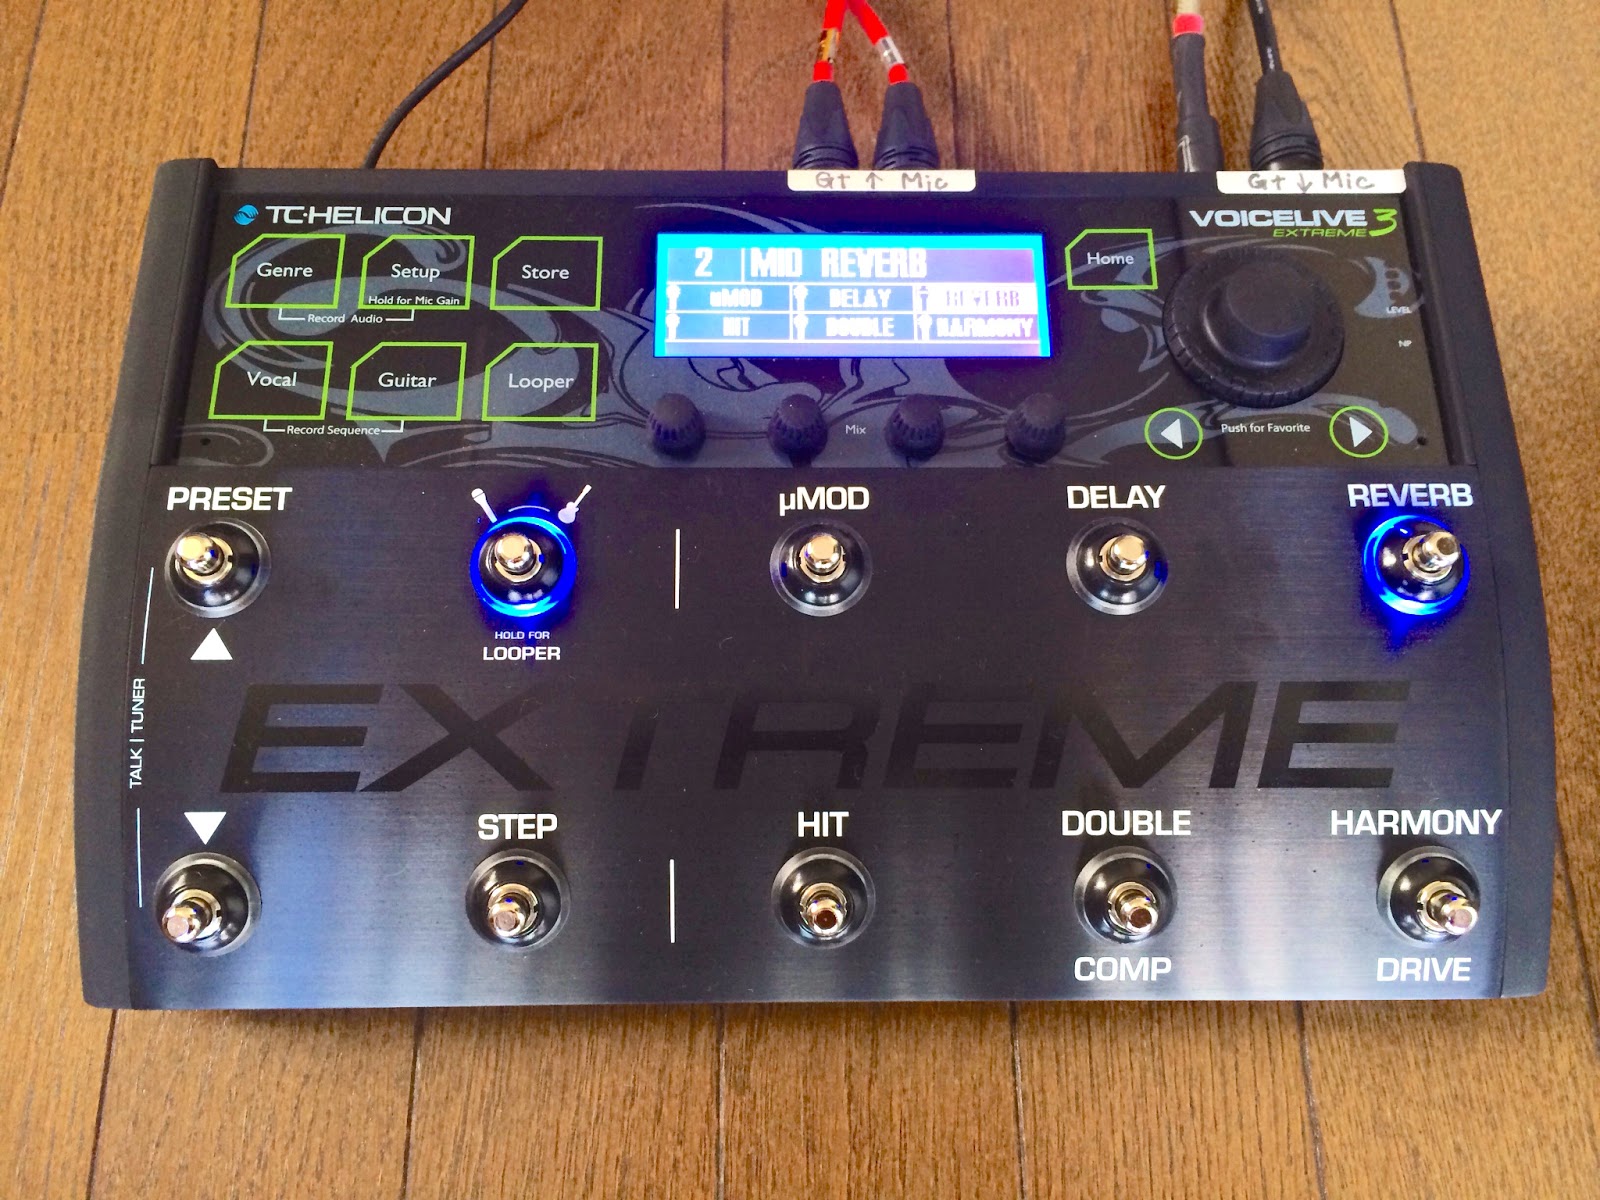 Gt ↑ Mic
Gt ↓ Mic
TC·HELICON
VOICELIVE 3
EXTREME
Genre
Setup
Hold for Mic Gain
Store
Record Audio
Vocal
Guitar
Looper
Record Sequence
2 MID REVERB
µMOD DELAY REVERB
HIT DOUBLE HARMONY
Home
LEVEL
Mix
Push for Favorite
PRESET
µMOD
DELAY
REVERB
HOLD FOR
LOOPER
TALK | TUNER
EXTREME
STEP
HIT
DOUBLE
HARMONY
COMP
DRIVE